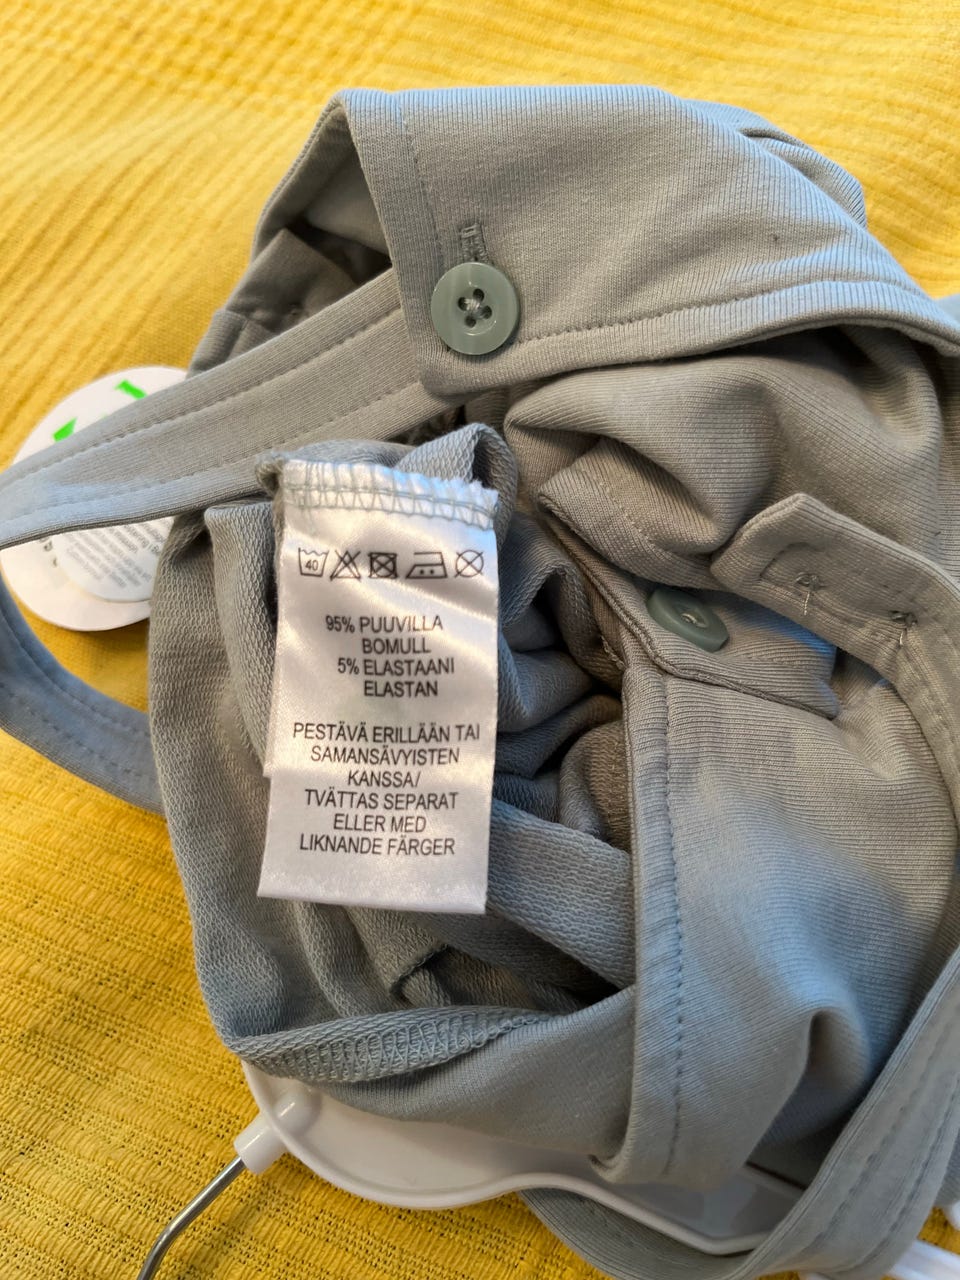 40
95% PUUVILLA
BOMULL
5% ELASTAANI
ELASTAN
PESTÄVÄ ERILLÄÄN TAI
SAMANSÄVYISTEN
KANSSA/
TVÄTTAS SEPARAT
ELLER MED
LIKNANDE FÄRGER